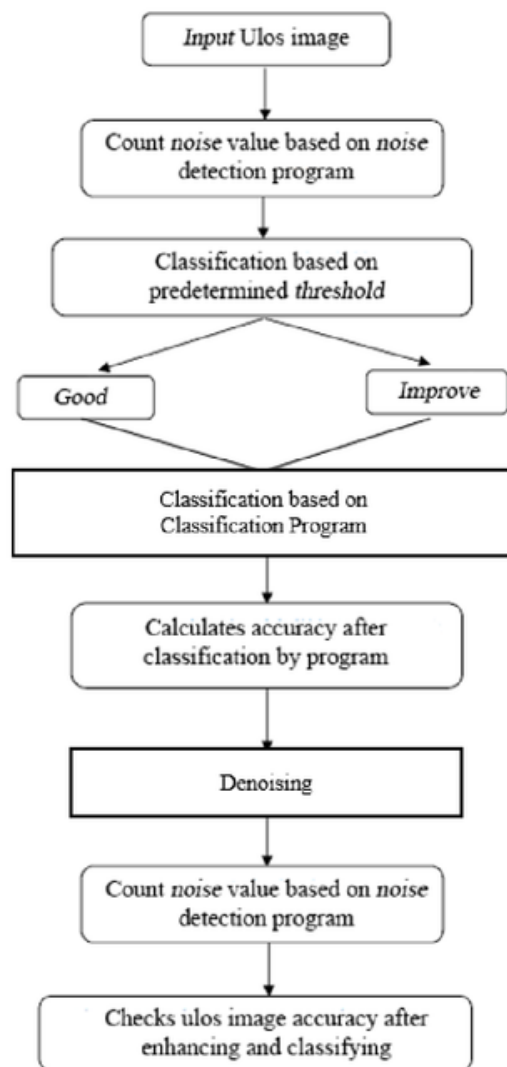 Input Ulos image
Count noise value based on noise
detection program
Classification based on
predetermined threshold
Good
Improve
Classification based on
Classification Program
Calculates accuracy after
classification by program
Denoising
Count noise value based on noise
detection program
Checks ulos image accuracy after
enhancing and classifying